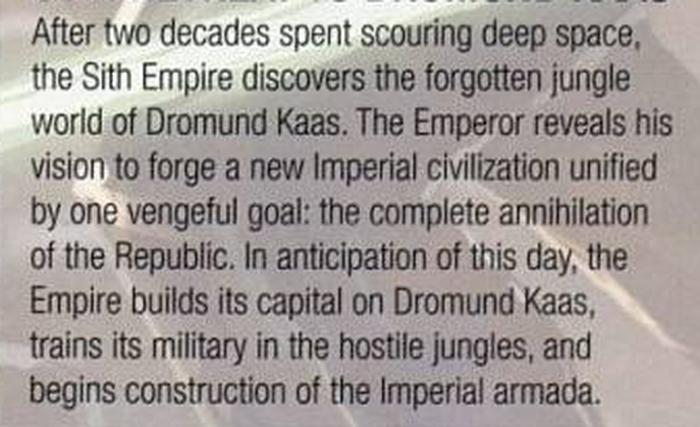 After two decades spent scouring deep space,
the Sith Empire discovers the forgotten jungle
world of Dromund Kaas. The Emperor reveals his
vision to forge a new Imperial civilization unified
by one vengeful goal: the complete annihilation
of the Republic. In anticipation of this day, the
Empire builds its capital on Dromund Kaas,
trains its military in the hostile jungles, and
begins construction of the Imperial armada.